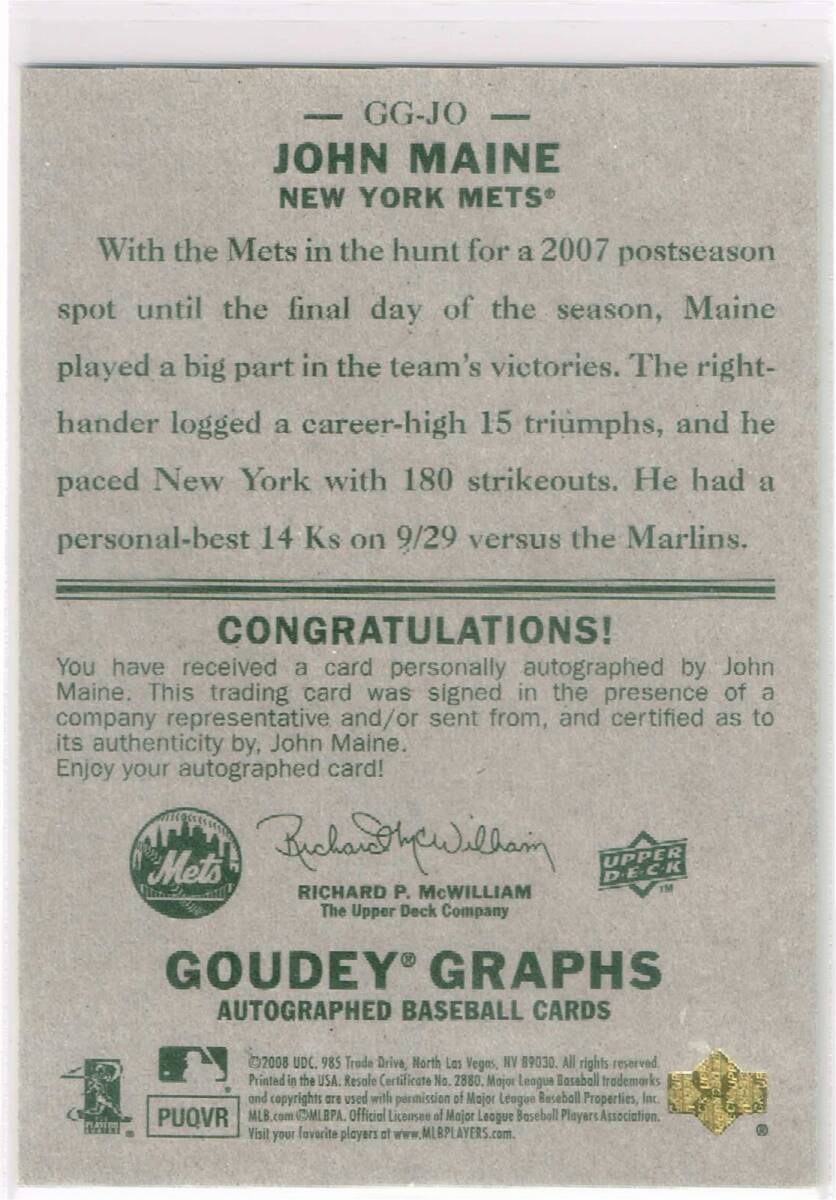 — GG-JO —
JOHN MAINE
NEW YORK METS®
With the Mets in the hunt for a 2007 postseason
spot until the final day of the season, Maine
played a big part in the team's victories. The right-
hander logged a career-high 15 triumphs, and he
paced New York with 180 strikeouts. He had a
personal-best 14 Ks on 9/29 versus the Marlins.
CONGRATULATIONS!
You have received a card personally autographed by John
Maine. This trading card was signed in the presence of a
company representative and/or sent from, and certified as to
its authenticity by, John Maine.
Enjoy your autographed card!
Mets
Richard P. McWilliam
UPPER
DECK
TM
RICHARD P. McWILLIAM
The Upper Deck Company
GOUDEY® GRAPHS
AUTOGRAPHED BASEBALL CARDS
©2008 UDC. 985 Trade Drive, North Las Vegas, NV 89030. All rights reserved.
Printed in the USA. Resale Certificate No. 2880. Major League Baseball trademarks
and copyrights are used with permission of Major League Baseball Properties, Inc.
MLB.com ©MLBPA. Official Licensee of Major League Baseball Players Association.
Visit your favorite players at www.MLBPLAYERS.com.
PUQVR
®